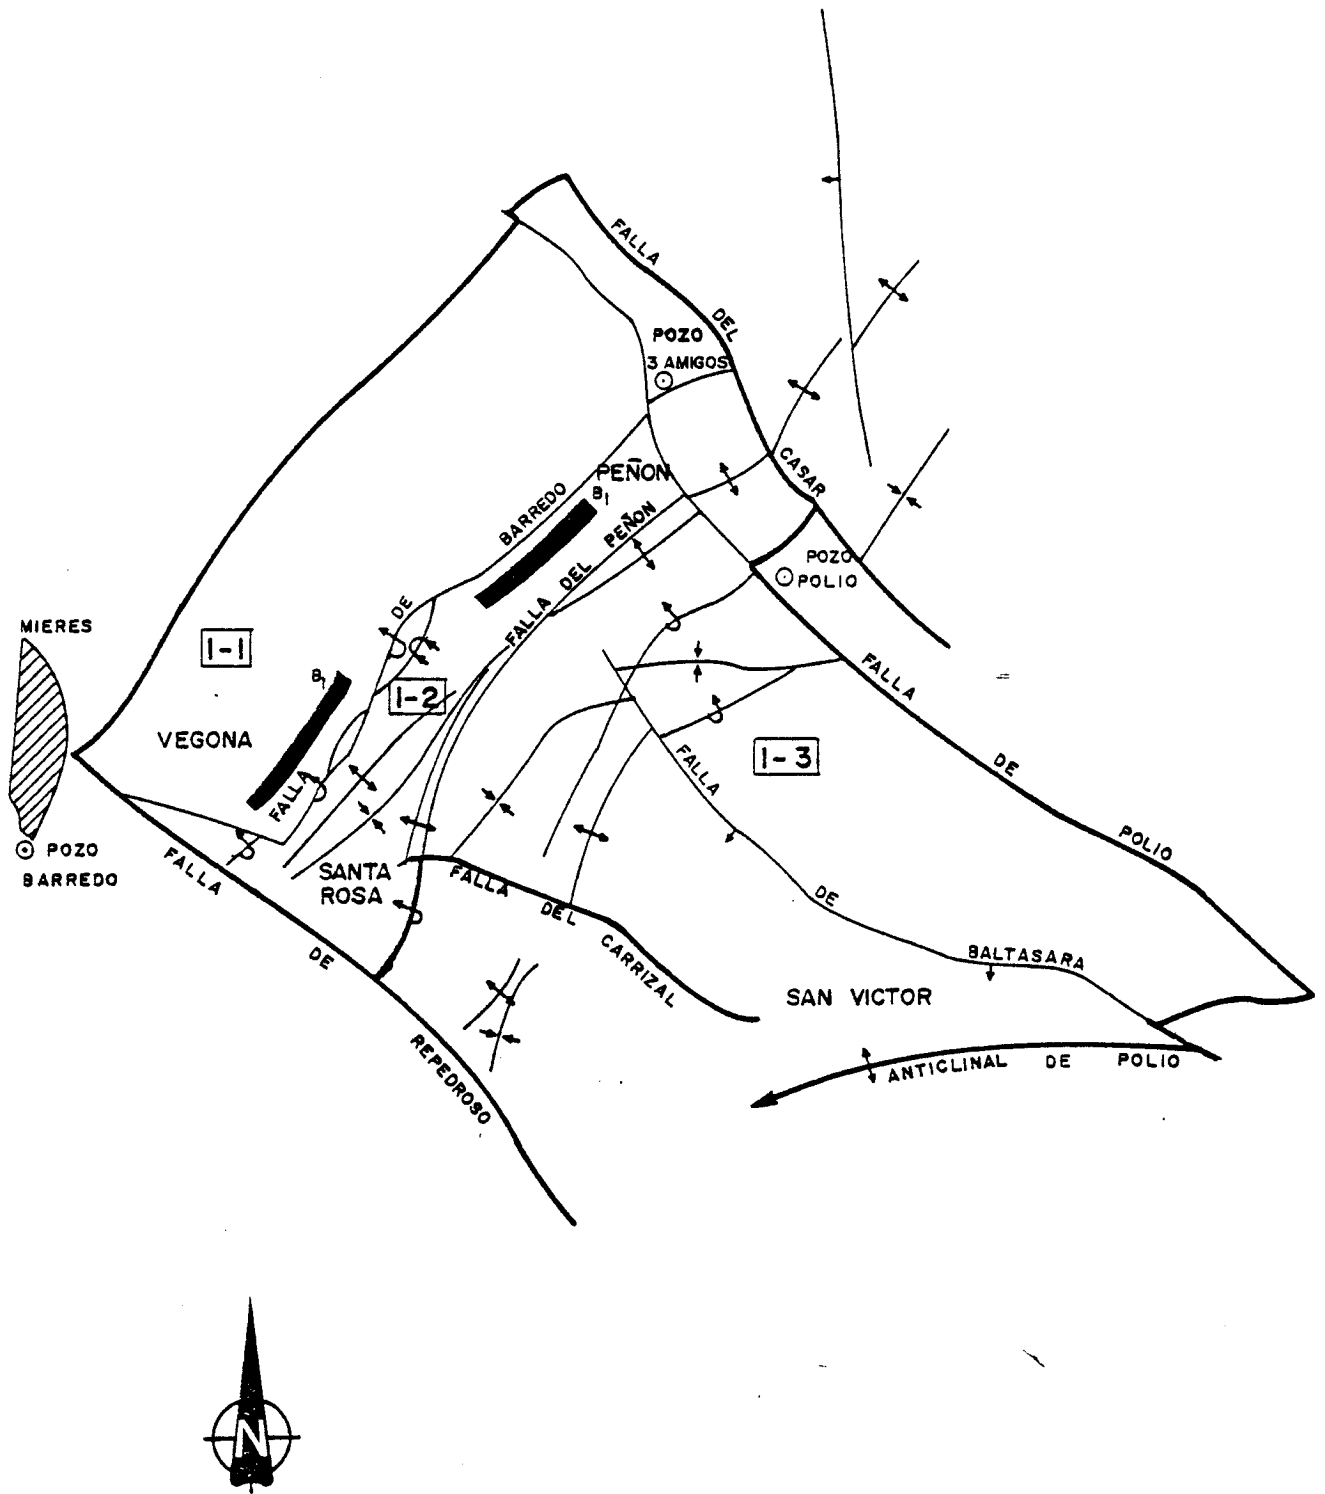 FALLA DEL CASAR
POZO
3 AMIGOS
PEÑON
B1
FALLA DE BARREDO
FALLA DEL PEÑON
POZO
POLIO
MIERES
1-1
B1
1-2
VEGONA
1-3
FALLA DE POLIO
POZO
BARREDO
SANTA
ROSA
FALLA DE REPEDROSO
FALLA DEL CARRIZAL
FALLA DE BALTASARA
SAN VICTOR
ANTICLINAL DE POLIO
N